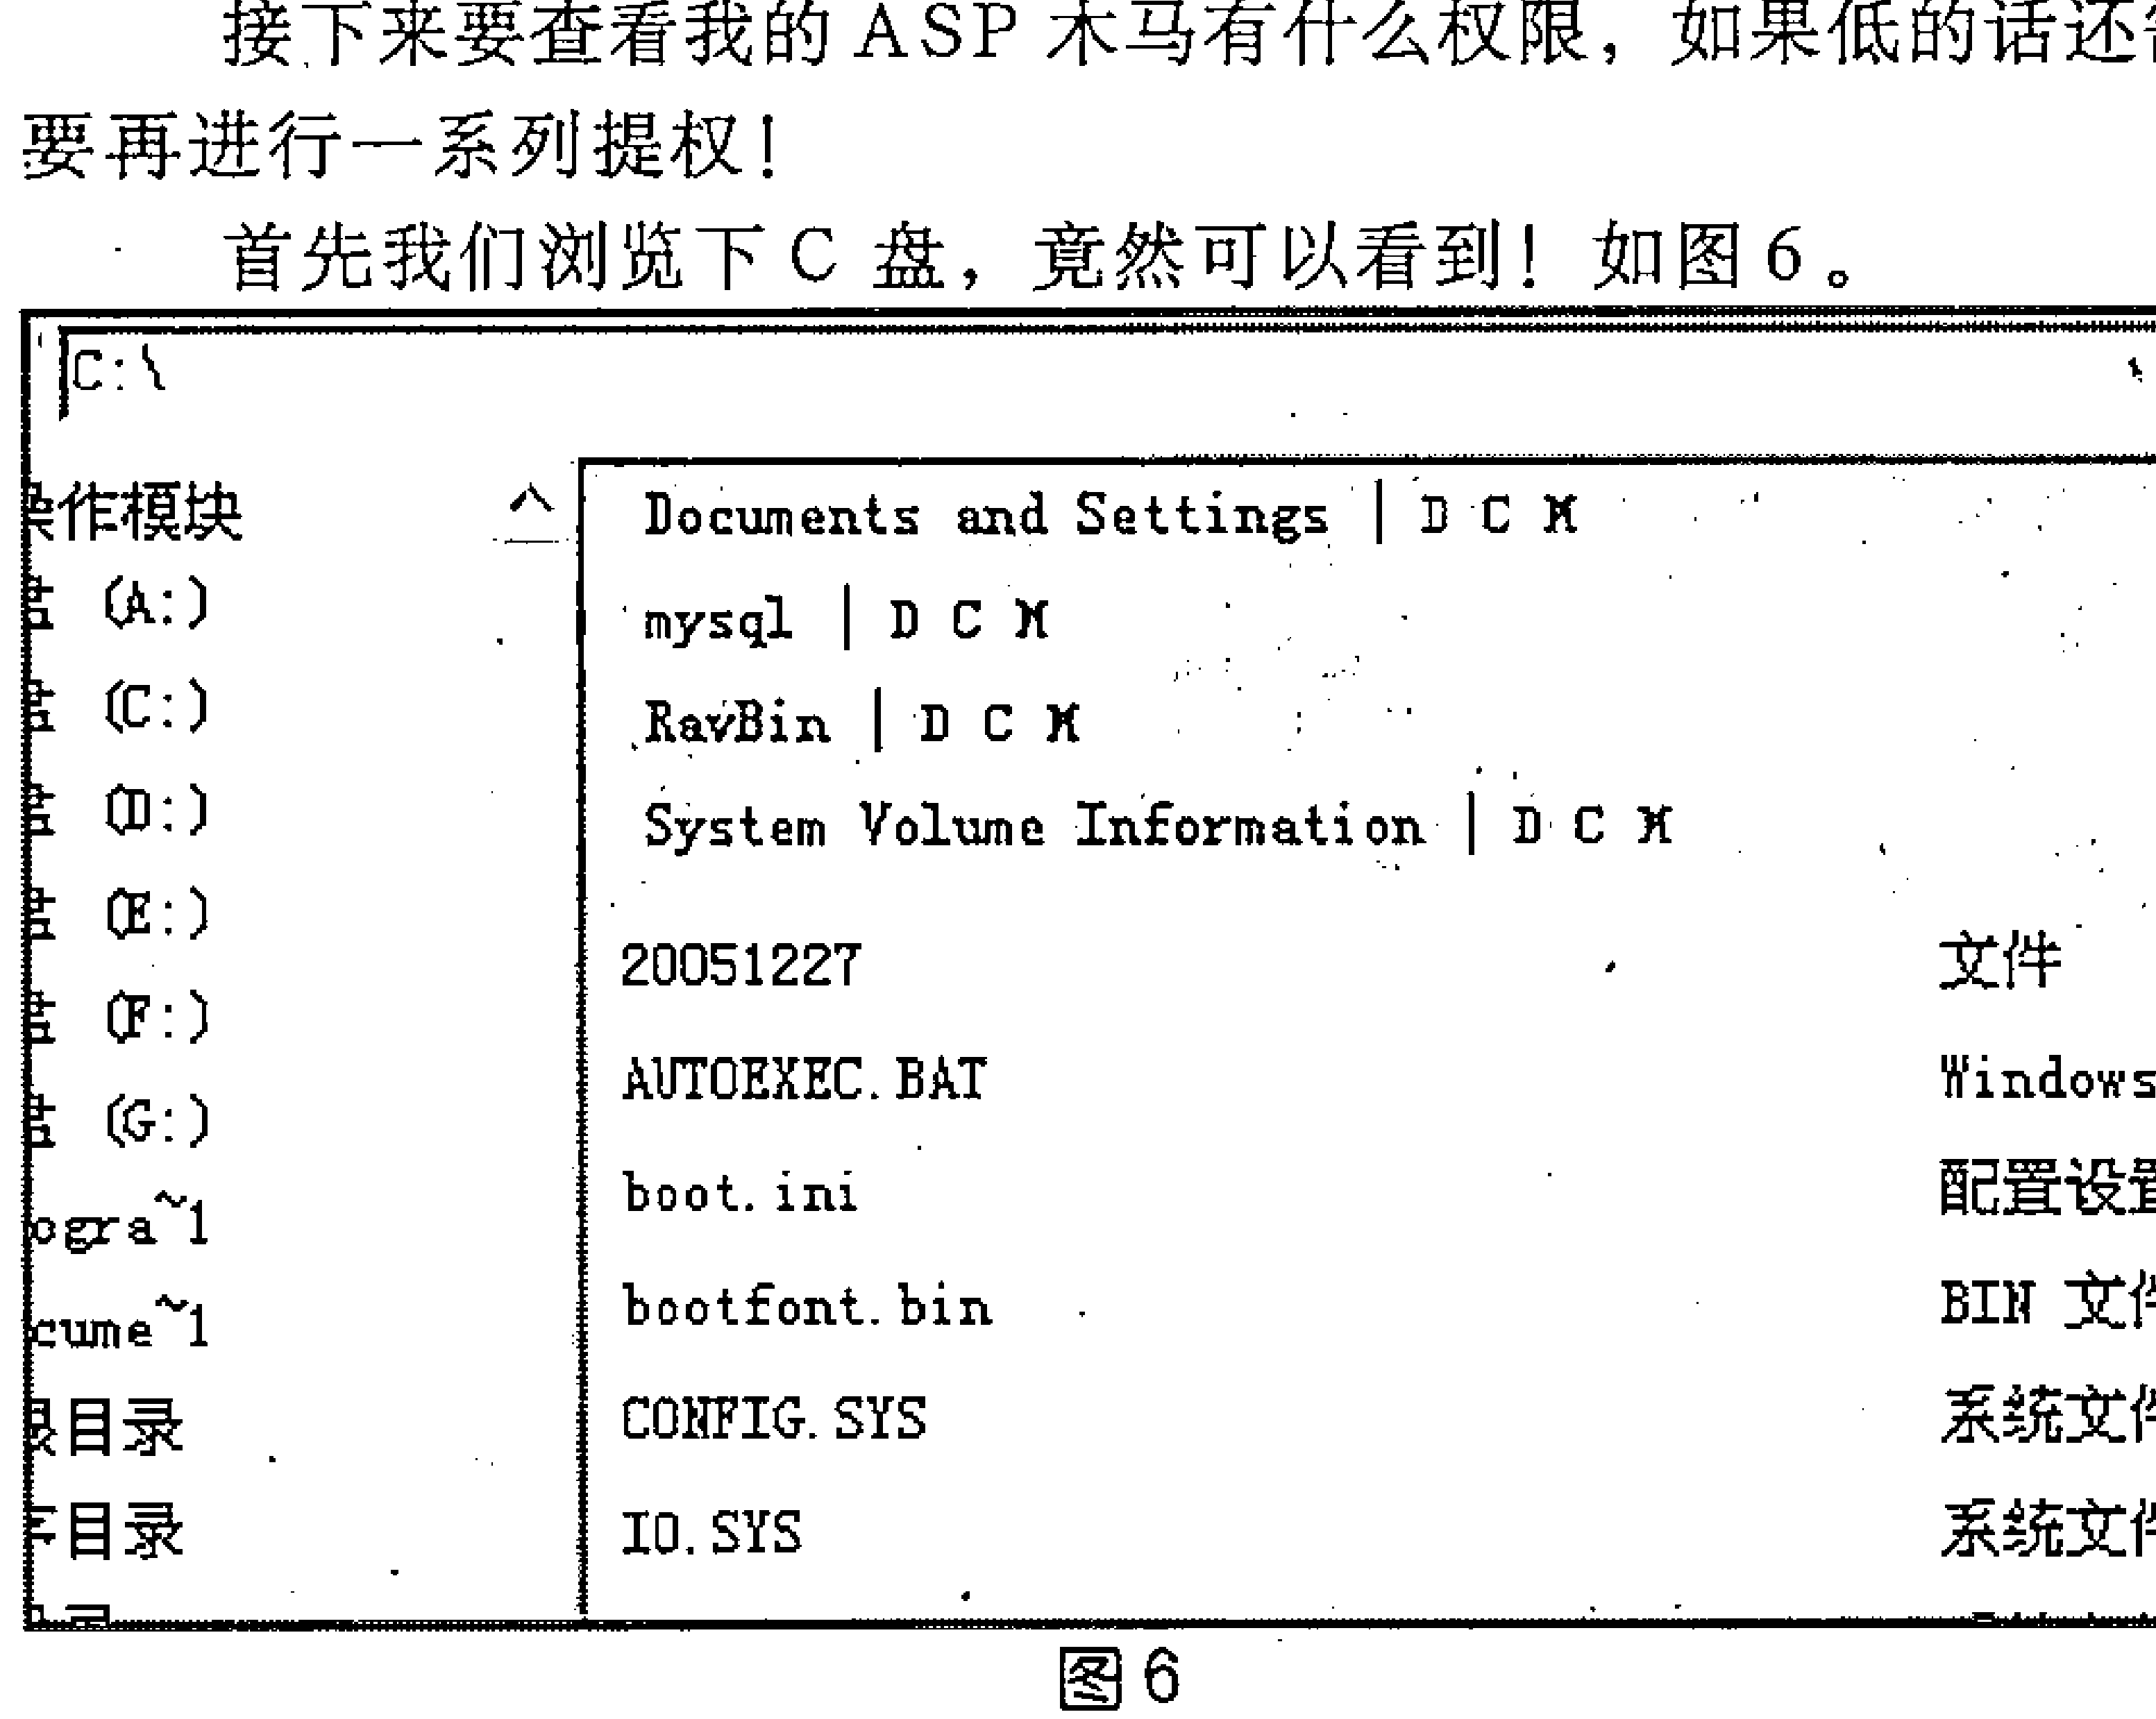 接下来要查看我的ASP木马有什么权限，如果低的话还需
要再进行一系列提权！
首先我们浏览下C盘，竟然可以看到！如图6。
C:\
作模块
Documents and Settings | D C M
(A:)
mysql | D C M
(C:)
RavBin | D C M
(D:)
System Volume Information | D C M
(E:)
20051227 文件
(F:)
AUTOEXEC.BAT Windows
(G:)
boot.ini 配置设置
ogra~1
bootfont.bin BIN 文件
cume~1
CONFIG.SYS 系统文件
目录
IO.SYS 系统文件
目录
图6